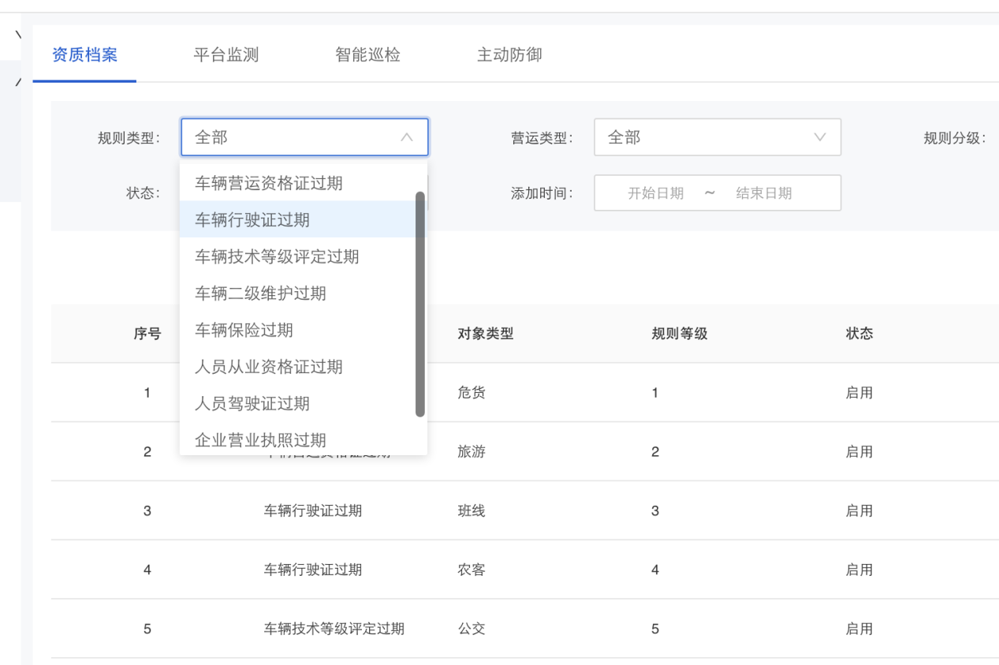 资质档案 平台监测 智能巡检 主动防御
规则类型: 全部 营运类型: 全部 规则分级:
车辆营运资格证过期
状态: 添加时间: 开始日期 ~ 结束日期
车辆行驶证过期
车辆技术等级评定过期
车辆二级维护过期
车辆保险过期
人员从业资格证过期
人员驾驶证过期
企业营业执照过期
序号 对象类型 规则等级 状态
1 危货 1 启用
2 旅游 2 启用
3 车辆行驶证过期 班线 3 启用
4 车辆行驶证过期 农客 4 启用
5 车辆技术等级评定过期 公交 5 启用